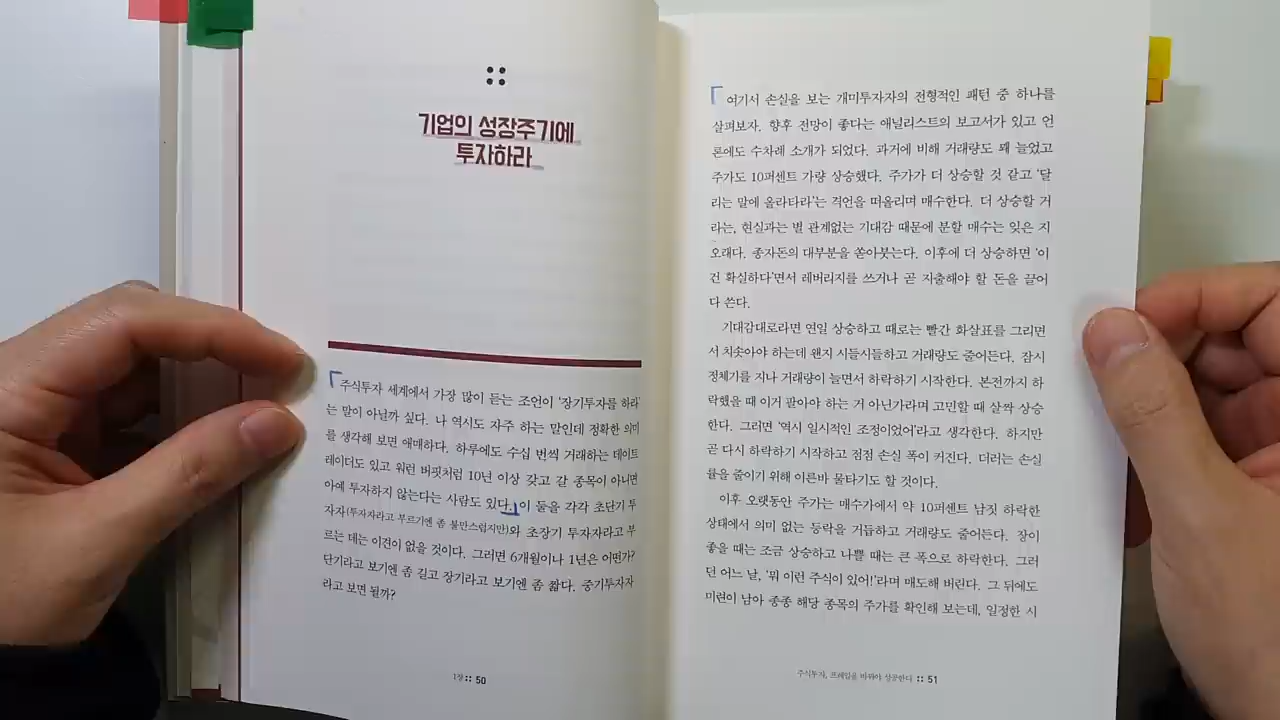 기업의 성장주기에
투자하라
주식투자 세계에서 가장 많이 듣는 조언이 '장기투자를 하라'
는 말이 아닐까 싶다. 나 역시도 자주 하는 말인데 정확한 의미
를 생각해 보면 애매하다. 하루에도 수십 번씩 거래하는 데이트
레이더도 있고 워런 버핏처럼 10년 이상 갖고 갈 종목이 아니면
아예 투자하지 않는다는 사람도 있다. 이 둘을 각각 초단기 투
자자(투자자라고 부르기엔 좀 불만스럽지만)와 초장기 투자자라고 부
르는 데는 이견이 없을 것이다. 그러면 6개월이나 1년은 어떤가?
단기라고 보기엔 좀 길고 장기라고 보기엔 좀 짧다. 중기투자자
라고 보면 될까?
1장 :: 50
여기서 손실을 보는 개미투자자의 전형적인 패턴 중 하나를
살펴보자. 향후 전망이 좋다는 애널리스트의 보고서가 있고 언
론에도 수차례 소개가 되었다. 과거에 비해 거래량도 꽤 늘었고
주가도 10퍼센트 가량 상승했다. 주가가 더 상승할 것 같고 '달
리는 말에 올라타라'는 격언을 떠올리며 매수한다. 더 상승할 거
라는, 현실과는 별 관계없는 기대감 때문에 분할 매수는 잊은 지
오래다. 종자돈의 대부분을 쏟아붓는다. 이후에 더 상승하면 '이
건 확실하다'면서 레버리지를 쓰거나 곧 지출해야 할 돈을 끌어
다 쓴다.
기대감대로라면 연일 상승하고 때로는 빨간 화살표를 그리면
서 치솟아야 하는데 왠지 시들시들하고 거래량도 줄어든다. 잠시
정체기를 지나 거래량이 늘면서 하락하기 시작한다. 본전까지 하
락했을 때 이거 팔아야 하는 거 아닌가라며 고민할 때 살짝 상승
한다. 그러면 '역시 일시적인 조정이었어'라고 생각한다. 하지만
곧 다시 하락하기 시작하고 점점 손실 폭이 커진다. 더러는 손실
률을 줄이기 위해 이른바 물타기도 할 것이다.
이후 오랫동안 주가는 매수가에서 약 10퍼센트 남짓 하락한
상태에서 의미 없는 등락을 거듭하고 거래량도 줄어든다. 장이
좋을 때는 조금 상승하고 나쁠 때는 큰 폭으로 하락한다. 그러
던 어느 날, '뭐 이런 주식이 있어!'라며 매도해 버린다. 그 뒤에도
미련이 남아 종종 해당 종목의 주가를 확인해 보는데, 일정한 시
주식투자, 프레임을 바꿔야 성공한다 :: 51